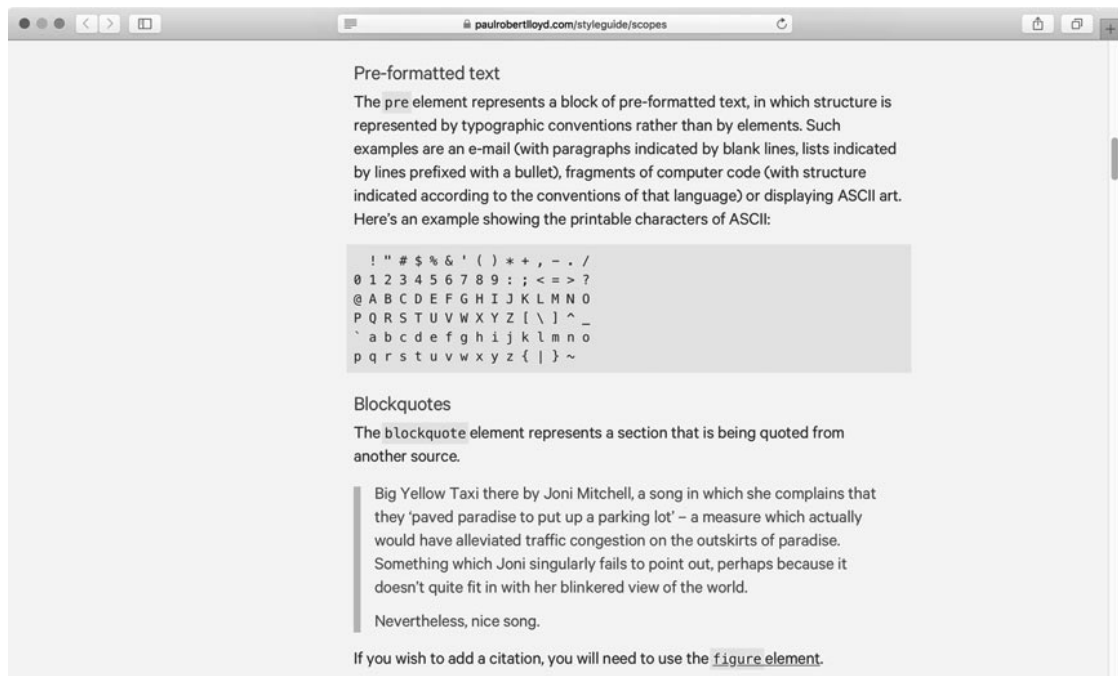 paulrobertlloyd.com/styleguide/scopes
Pre-formatted text
The pre element represents a block of pre-formatted text, in which structure is
represented by typographic conventions rather than by elements. Such
examples are an e-mail (with paragraphs indicated by blank lines, lists indicated
by lines prefixed with a bullet), fragments of computer code (with structure
indicated according to the conventions of that language) or displaying ASCII art.
Here’s an example showing the printable characters of ASCII:
  ! " # $ % & ' ( ) * + , - . /
0 1 2 3 4 5 6 7 8 9 : ; < = > ?
@ A B C D E F G H I J K L M N O
P Q R S T U V W X Y Z [ \ ] ^ _
` a b c d e f g h i j k l m n o
p q r s t u v w x y z { | } ~
Blockquotes
The blockquote element represents a section that is being quoted from
another source.
Big Yellow Taxi there by Joni Mitchell, a song in which she complains that
they ‘paved paradise to put up a parking lot’ – a measure which actually
would have alleviated traffic congestion on the outskirts of paradise.
Something which Joni singularly fails to point out, perhaps because it
doesn’t quite fit in with her blinkered view of the world.
Nevertheless, nice song.
If you wish to add a citation, you will need to use the figure element.